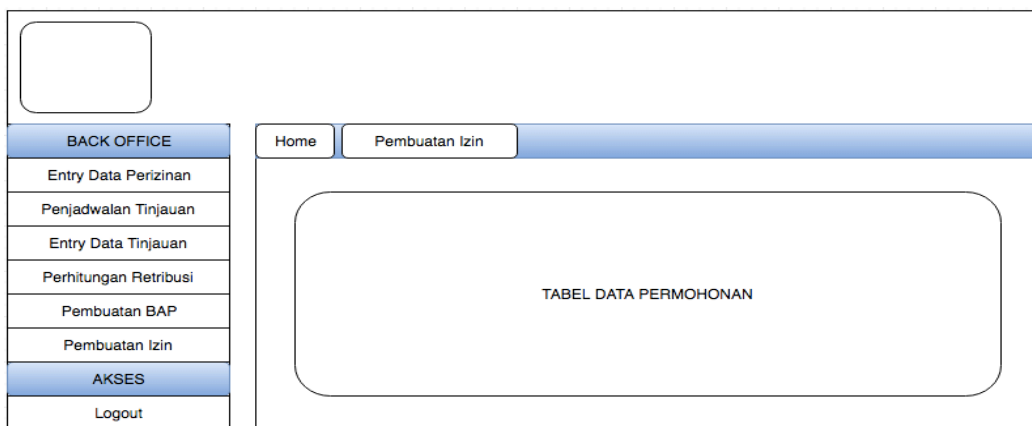 BACK OFFICE
Entry Data Perizinan
Penjadwalan Tinjauan
Entry Data Tinjauan
Perhitungan Retribusi
Pembuatan BAP
Pembuatan Izin
AKSES
Logout
Home
Pembuatan Izin
TABEL DATA PERMOHONAN